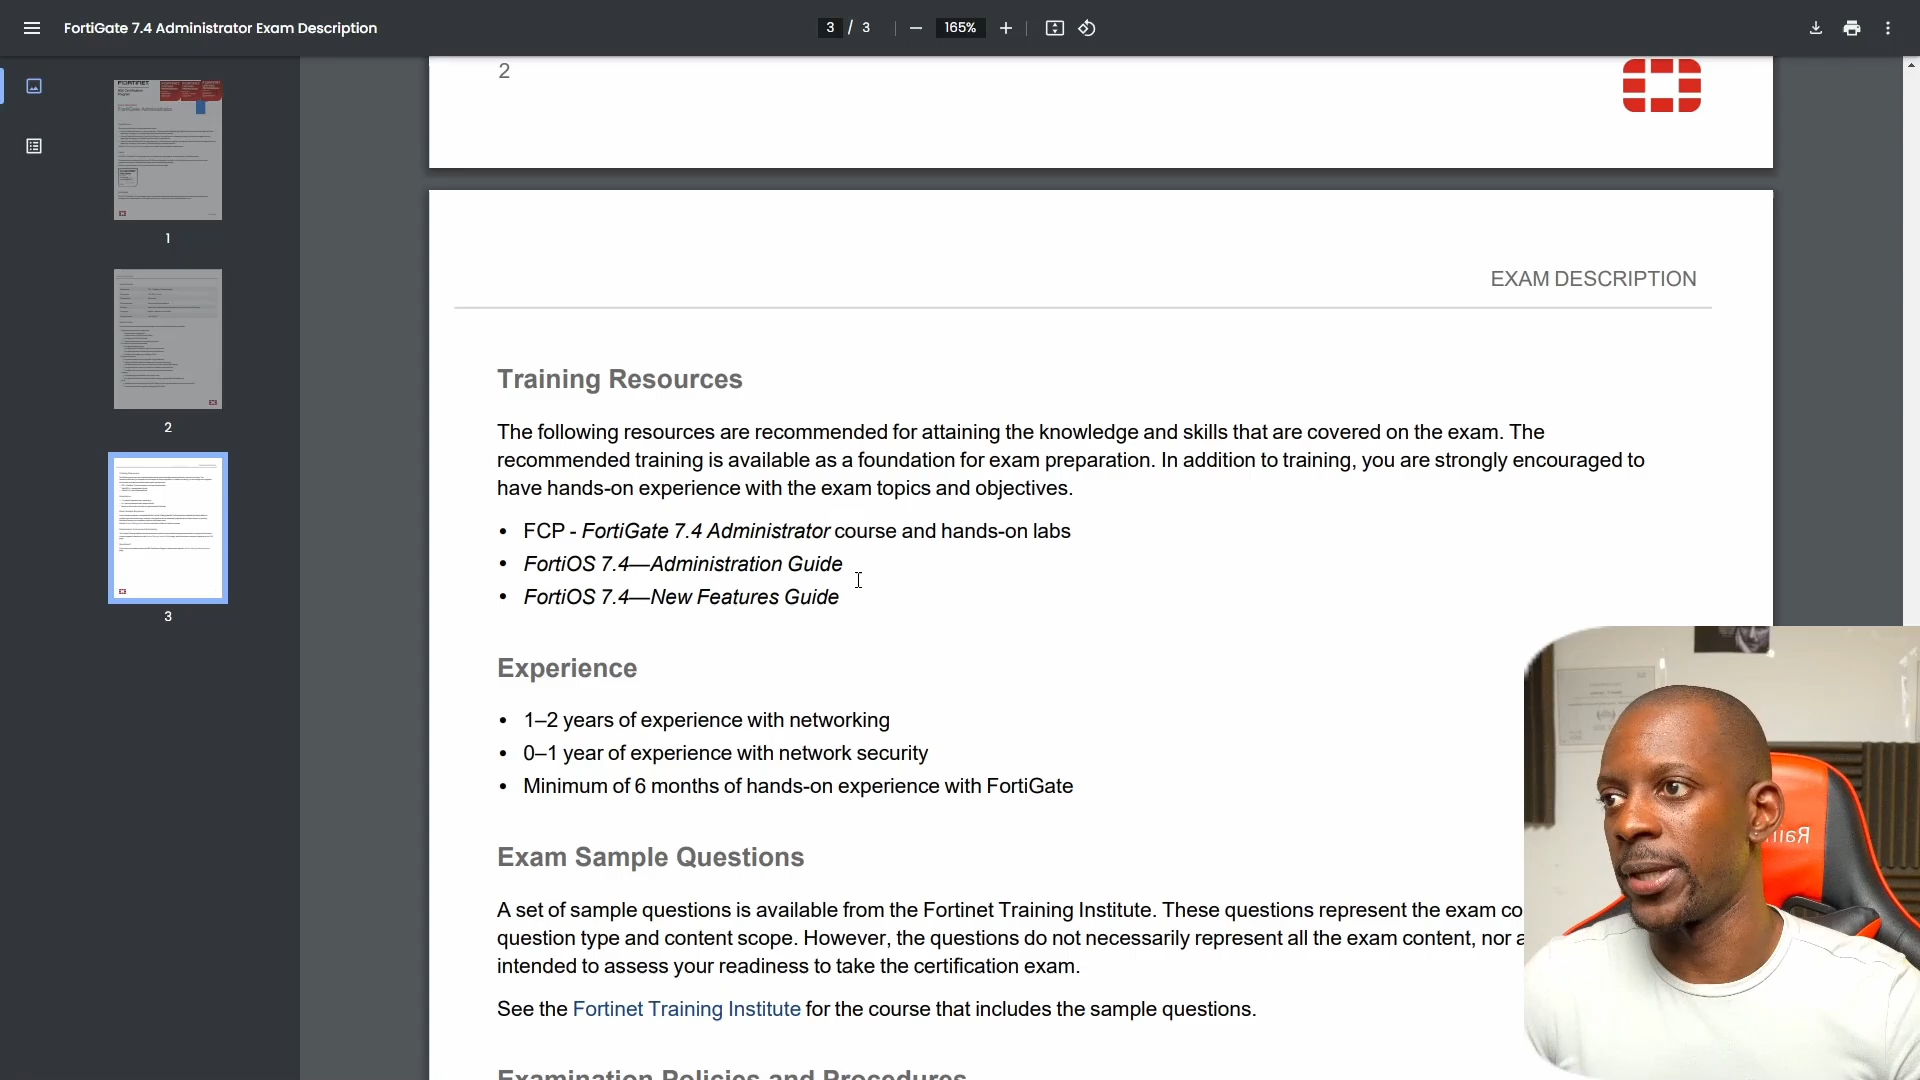 FortiGate 7.4 Administrator Exam Description
3 / 3
165%
1
2
3
2
EXAM DESCRIPTION
Training Resources
The following resources are recommended for attaining the knowledge and skills that are covered on the exam. The
recommended training is available as a foundation for exam preparation. In addition to training, you are strongly encouraged to
have hands-on experience with the exam topics and objectives.
• FCP - FortiGate 7.4 Administrator course and hands-on labs
• FortiOS 7.4—Administration Guide
• FortiOS 7.4—New Features Guide
Experience
• 1–2 years of experience with networking
• 0–1 year of experience with network security
• Minimum of 6 months of hands-on experience with FortiGate
Exam Sample Questions
A set of sample questions is available from the Fortinet Training Institute. These questions represent the exam co
question type and content scope. However, the questions do not necessarily represent all the exam content, nor a
intended to assess your readiness to take the certification exam.
See the Fortinet Training Institute for the course that includes the sample questions.
Examination Policies and Procedures